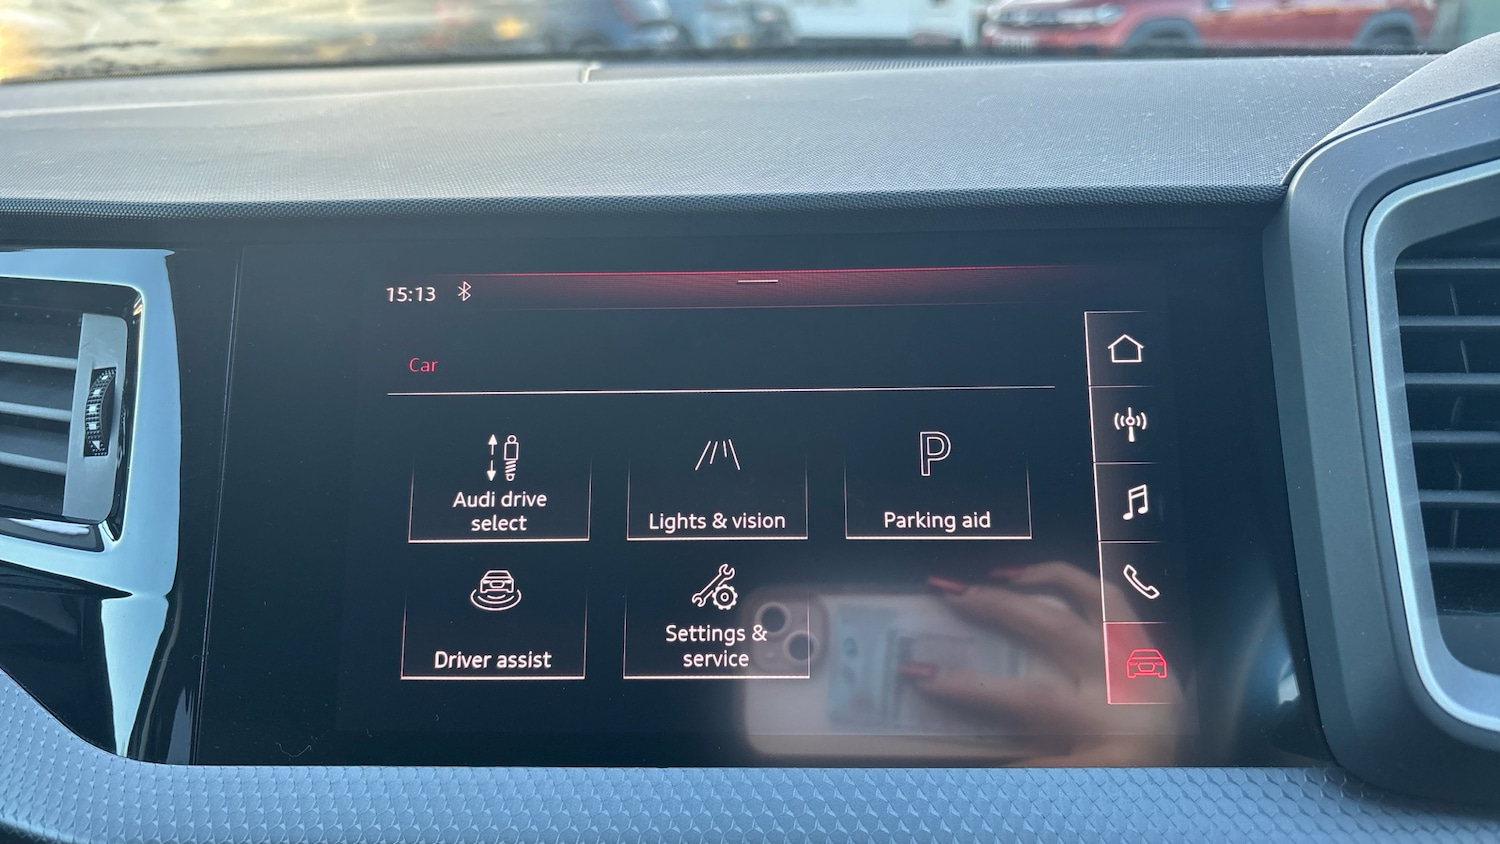 15:13
Car
Audi drive
select
Lights & vision
P
Parking aid
Driver assist
Settings &
service